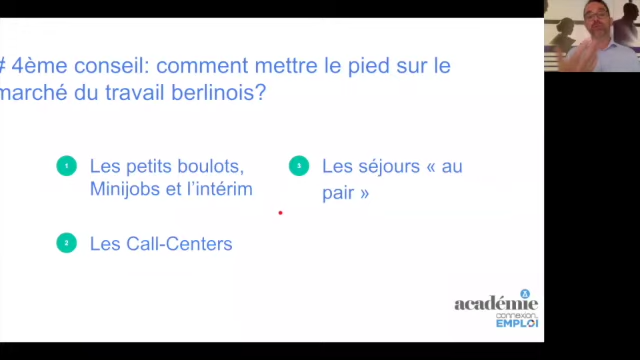 # 4ème conseil: comment mettre le pied sur le
marché du travail berlinois?
1 Les petits boulots,
Minijobs et l'intérim
2 Les Call-Centers
3 Les séjours « au
pair »
académie
connexion
EMPLOI